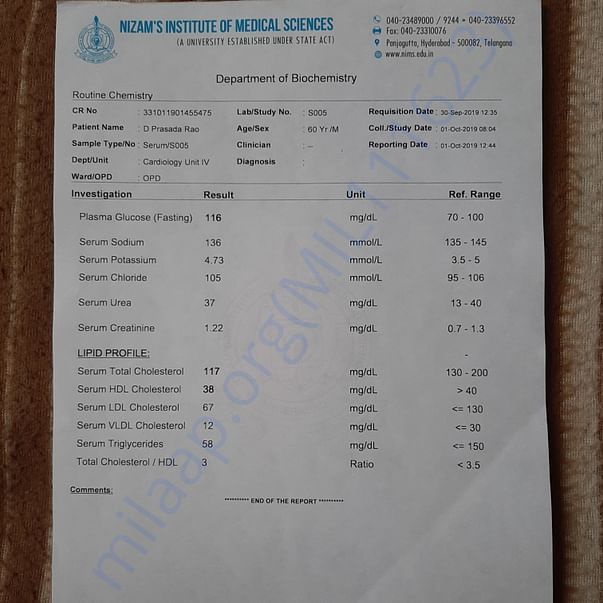 NIZAM'S INSTITUTE OF MEDICAL SCIENCES
(A UNIVERSITY ESTABLISHED UNDER STATE ACT)
040-23489000 / 9244 • 040-23396552
Fax: 040-23310076
Panjagutta, Hyderabad - 500082, Telangana
www.nims.edu.in
Department of Biochemistry
Routine Chemistry
CR No : 331011901455475 Lab/Study No. : S005 Requisition Date : 30-Sep-2019 12:35
Patient Name : D Prasada Rao Age/Sex : 60 Yr /M Coll./Study Date : 01-Oct-2019 08:04
Sample Type/No : Serum/S005 Clinician : -- Reporting Date : 01-Oct-2019 12:44
Dept/Unit : Cardiology Unit IV Diagnosis :
Ward/OPD : OPD
Investigation Result Unit Ref. Range
Plasma Glucose (Fasting) 116 mg/dL 70 - 100
Serum Sodium 136 mmol/L 135 - 145
Serum Potassium 4.73 mmol/L 3.5 - 5
Serum Chloride 105 mmol/L 95 - 106
Serum Urea 37 mg/dL 13 - 40
Serum Creatinine 1.22 mg/dL 0.7 - 1.3
LIPID PROFILE: -
Serum Total Cholesterol 117 mg/dL 130 - 200
Serum HDL Cholesterol 38 mg/dL > 40
Serum LDL Cholesterol 67 mg/dL <= 130
Serum VLDL Cholesterol 12 mg/dL <= 30
Serum Triglycerides 58 mg/dL <= 150
Total Cholesterol / HDL 3 Ratio < 3.5
Comments:
********** END OF THE REPORT **********